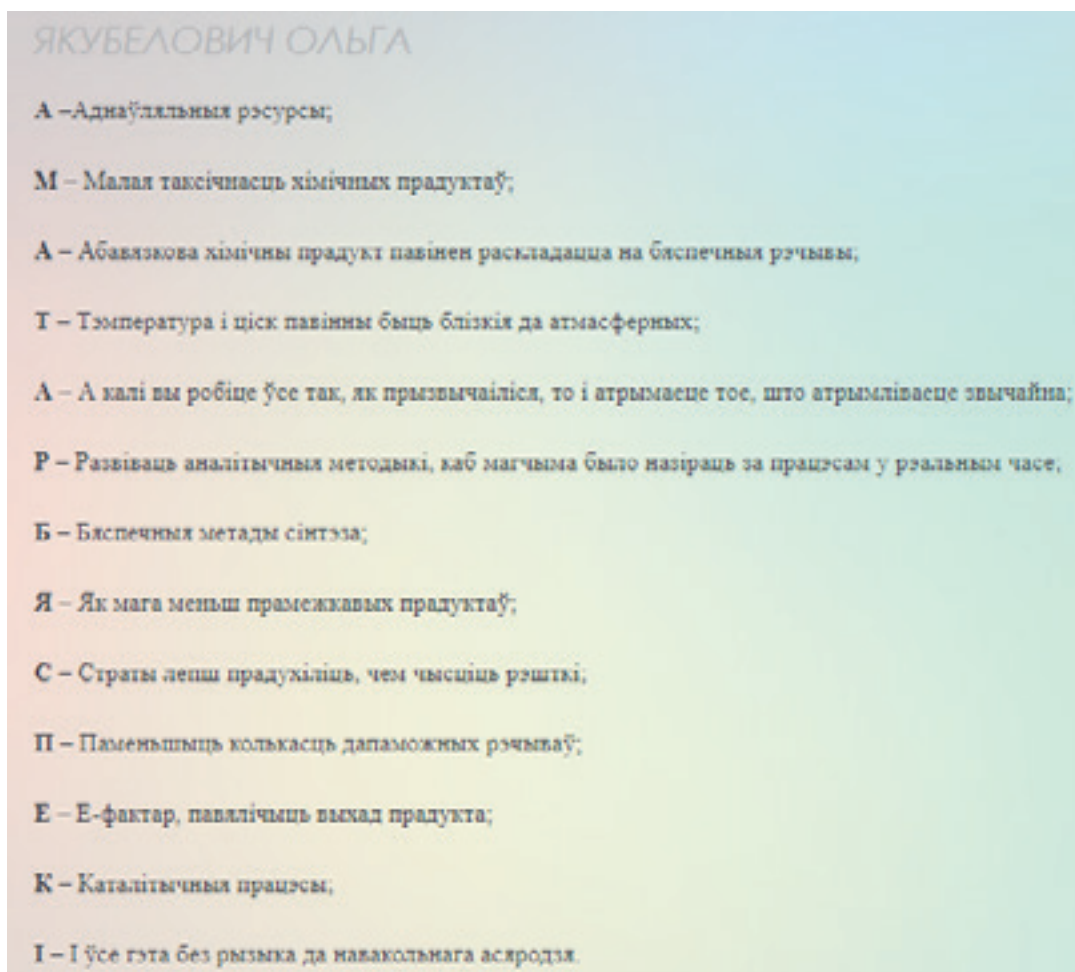 ЯКУБЕЛОВИЧ ОЛЬГА
А –Аднаўляльныя рэсурсы;
М – Малая таксічнасць хімічных прадуктаў;
А – Абавязкова хімічны прадукт павінен раскладацца на бяспечныя рэчывы;
Т – Тэмпература і ціск павінны быць блізкія да атмасферных;
А – А калі вы робіце ўсе так, як прызвычаіліся, то і атрымаеце тое, што атрымліваеце звычайна;
Р – Развіваць аналітычныя методыкі, каб магчыма было назіраць за працэсам у рэальным часе;
Б – Бяспечныя метады сінтэза;
Я – Як мага меньш прамежкавых прадуктаў;
С – Страты лепш прадухіліць, чем чысціць рэшткі;
П – Паменьшыць колькасць дапаможных рэчываў;
Е – Е-фактар, павялічыць выхад прадукта;
К – Каталітычныя працэсы;
І – І ўсе гэта без рызыка да навакольнага асяродзя.